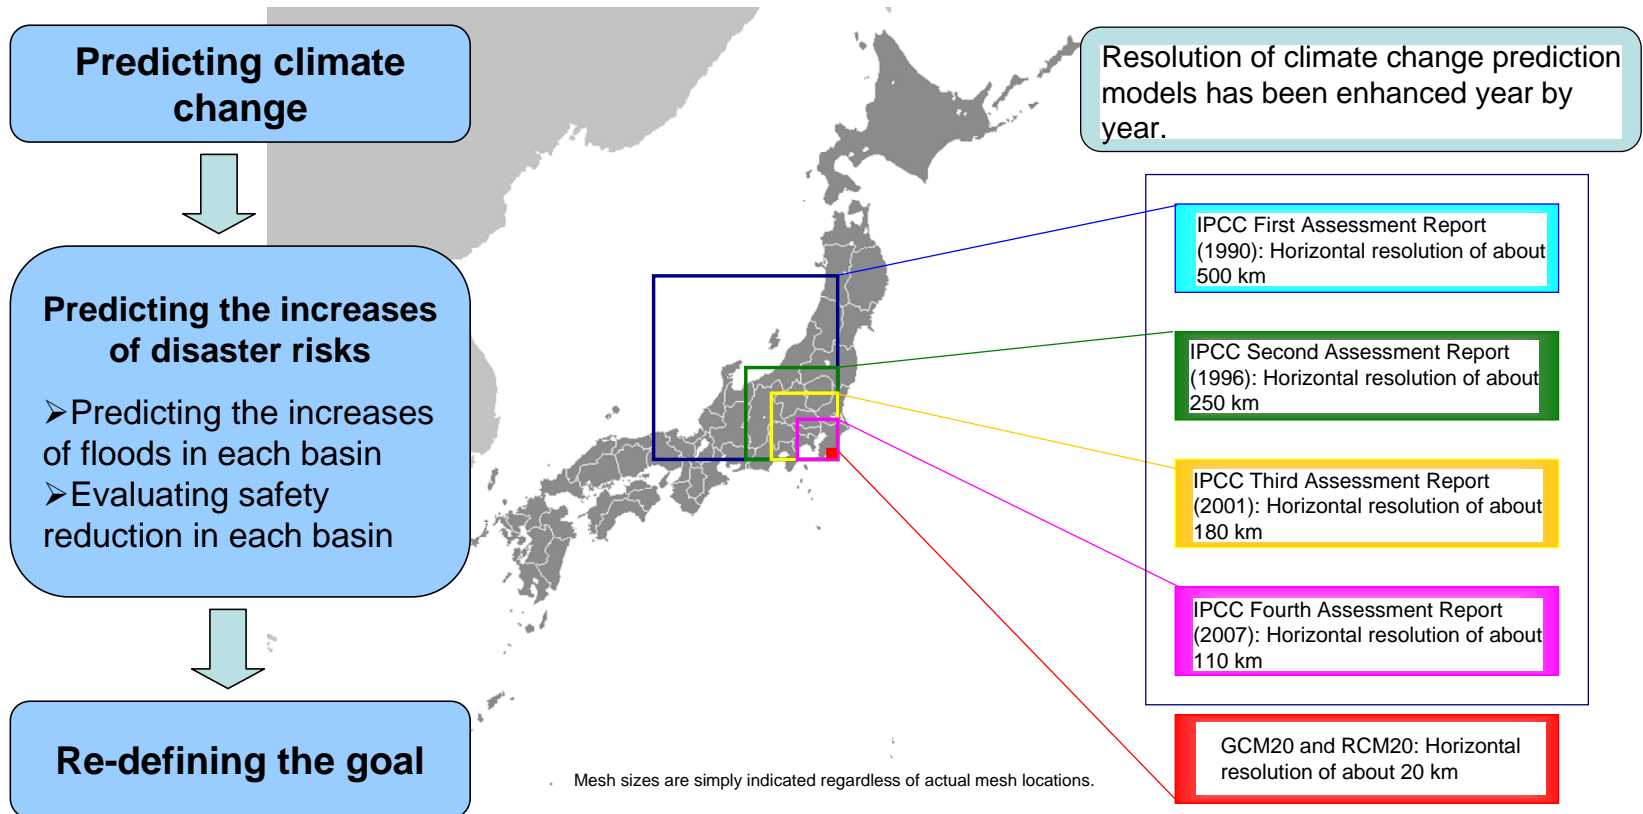 Predicting climate
change
Predicting the increases
of disaster risks
➢Predicting the increases
of floods in each basin
➢Evaluating safety
reduction in each basin
Re-defining the goal
Resolution of climate change prediction
models has been enhanced year by
year.
IPCC First Assessment Report
(1990): Horizontal resolution of about
500 km
IPCC Second Assessment Report
(1996): Horizontal resolution of about
250 km
IPCC Third Assessment Report
(2001): Horizontal resolution of about
180 km
IPCC Fourth Assessment Report
(2007): Horizontal resolution of about
110 km
GCM20 and RCM20: Horizontal
resolution of about 20 km
Mesh sizes are simply indicated regardless of actual mesh locations.